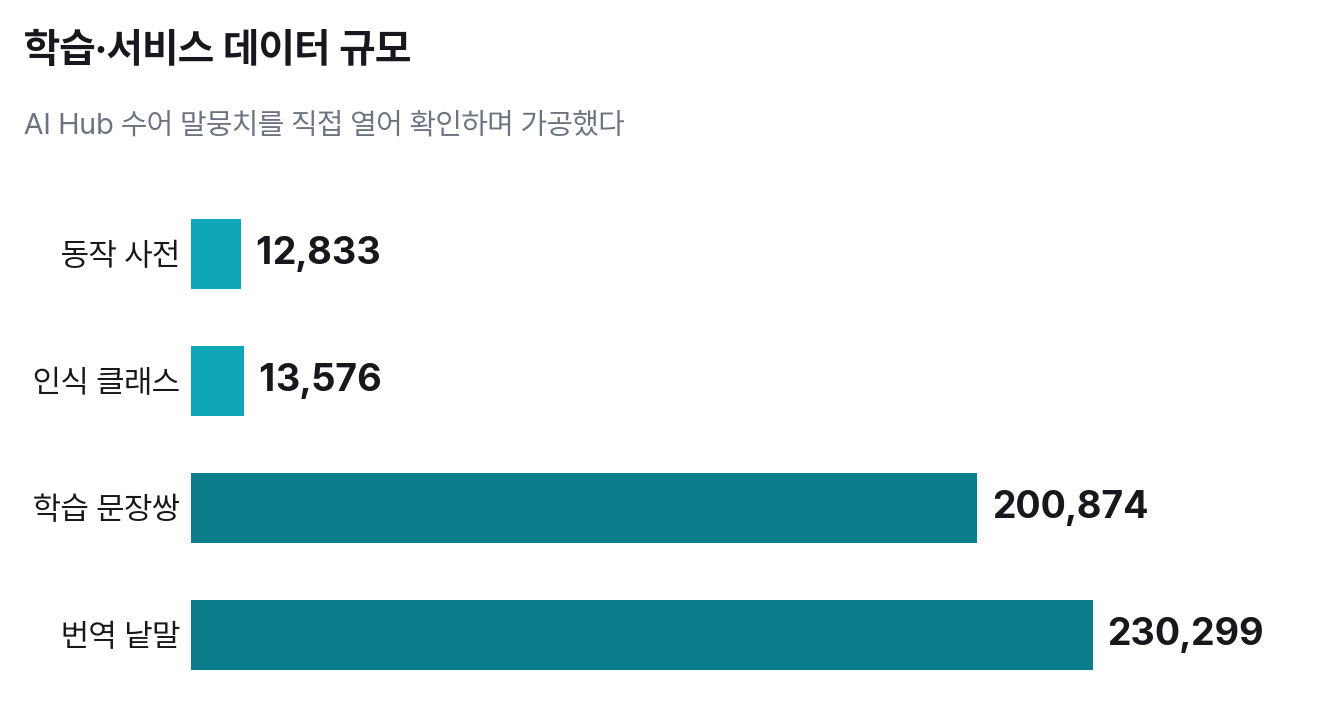 학습·서비스 데이터 규모
AI Hub 수어 말뭉치를 직접 열어 확인하며 가공했다
동작 사전 12,833
인식 클래스 13,576
학습 문장쌍 200,874
번역 낱말 230,299